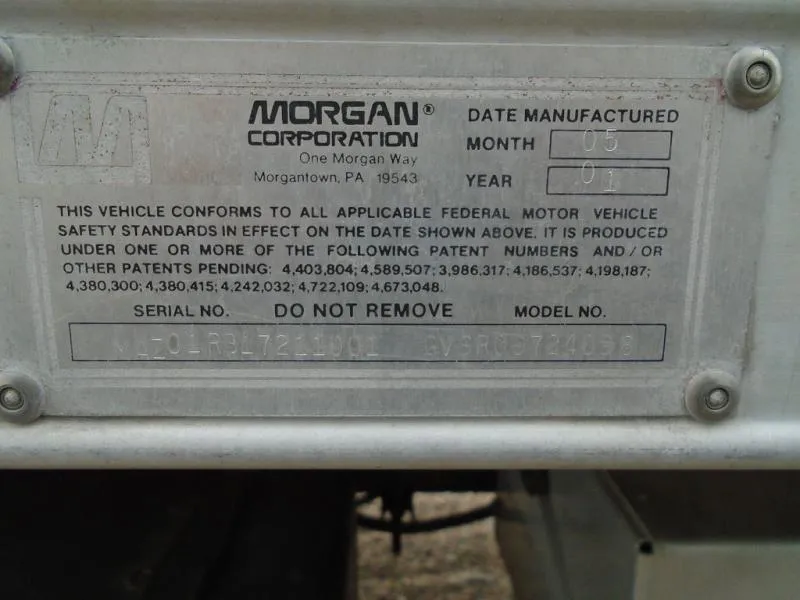 M
MORGAN®
CORPORATION
One Morgan Way
Morgantown, PA 19543
DATE MANUFACTURED
MONTH 05
YEAR 01
THIS VEHICLE CONFORMS TO ALL APPLICABLE FEDERAL MOTOR VEHICLE
SAFETY STANDARDS IN EFFECT ON THE DATE SHOWN ABOVE. IT IS PRODUCED
UNDER ONE OR MORE OF THE FOLLOWING PATENT NUMBERS AND/OR
OTHER PATENTS PENDING: 4,403,804; 4,589,507; 3,986,317; 4,186,537; 4,198,187;
4,380,300; 4,380,415; 4,242,032; 4,722,109; 4,673,048.
SERIAL NO. DO NOT REMOVE MODEL NO.